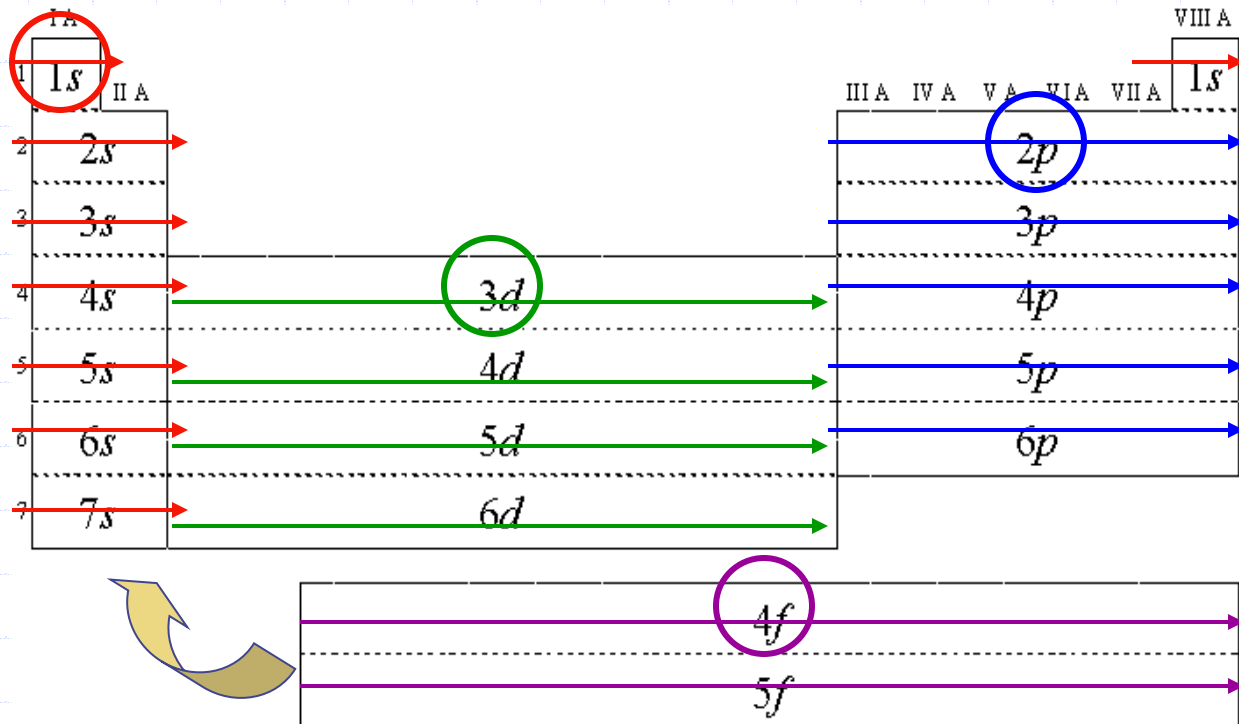 I A VIII A
1 1s 1s
II A III A IV A V A VI A VII A
2 2s 2p
3 3s 3p
4 4s 3d 4p
5 5s 4d 5p
6 6s 5d 6p
7 7s 6d
4f
5f